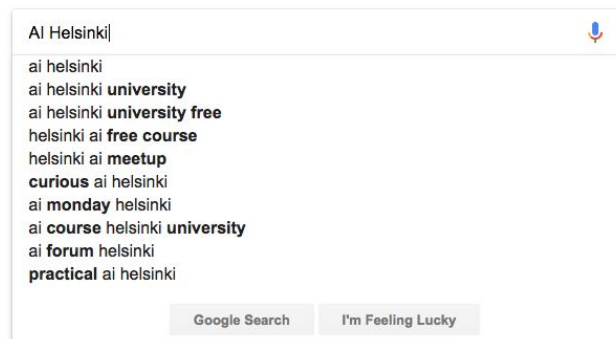 AI Helsinki
ai helsinki
ai helsinki university
ai helsinki university free
helsinki ai free course
helsinki ai meetup
curious ai helsinki
ai monday helsinki
ai course helsinki university
ai forum helsinki
practical ai helsinki
Google Search I'm Feeling Lucky